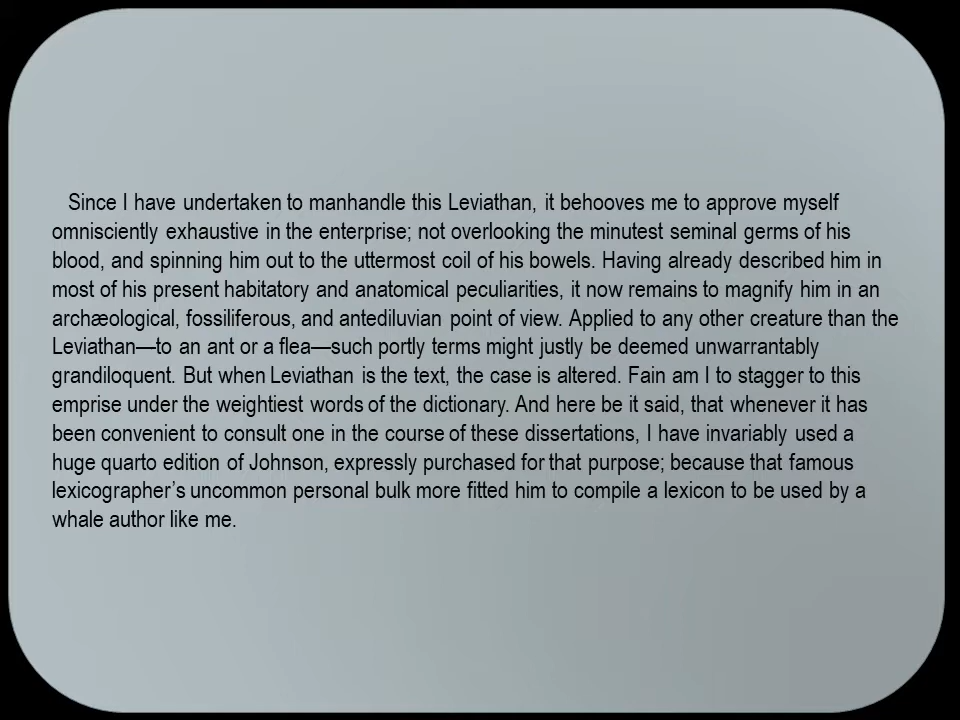 Since I have undertaken to manhandle this Leviathan, it behooves me to approve myself
omnisciently exhaustive in the enterprise; not overlooking the minutest seminal germs of his
blood, and spinning him out to the uttermost coil of his bowels. Having already described him in
most of his present habitatory and anatomical peculiarities, it now remains to magnify him in an
archæological, fossiliferous, and antediluvian point of view. Applied to any other creature than the
Leviathan—to an ant or a flea—such portly terms might justly be deemed unwarrantably
grandiloquent. But when Leviathan is the text, the case is altered. Fain am I to stagger to this
emprise under the weightiest words of the dictionary. And here be it said, that whenever it has
been convenient to consult one in the course of these dissertations, I have invariably used a
huge quarto edition of Johnson, expressly purchased for that purpose; because that famous
lexicographer’s uncommon personal bulk more fitted him to compile a lexicon to be used by a
whale author like me.